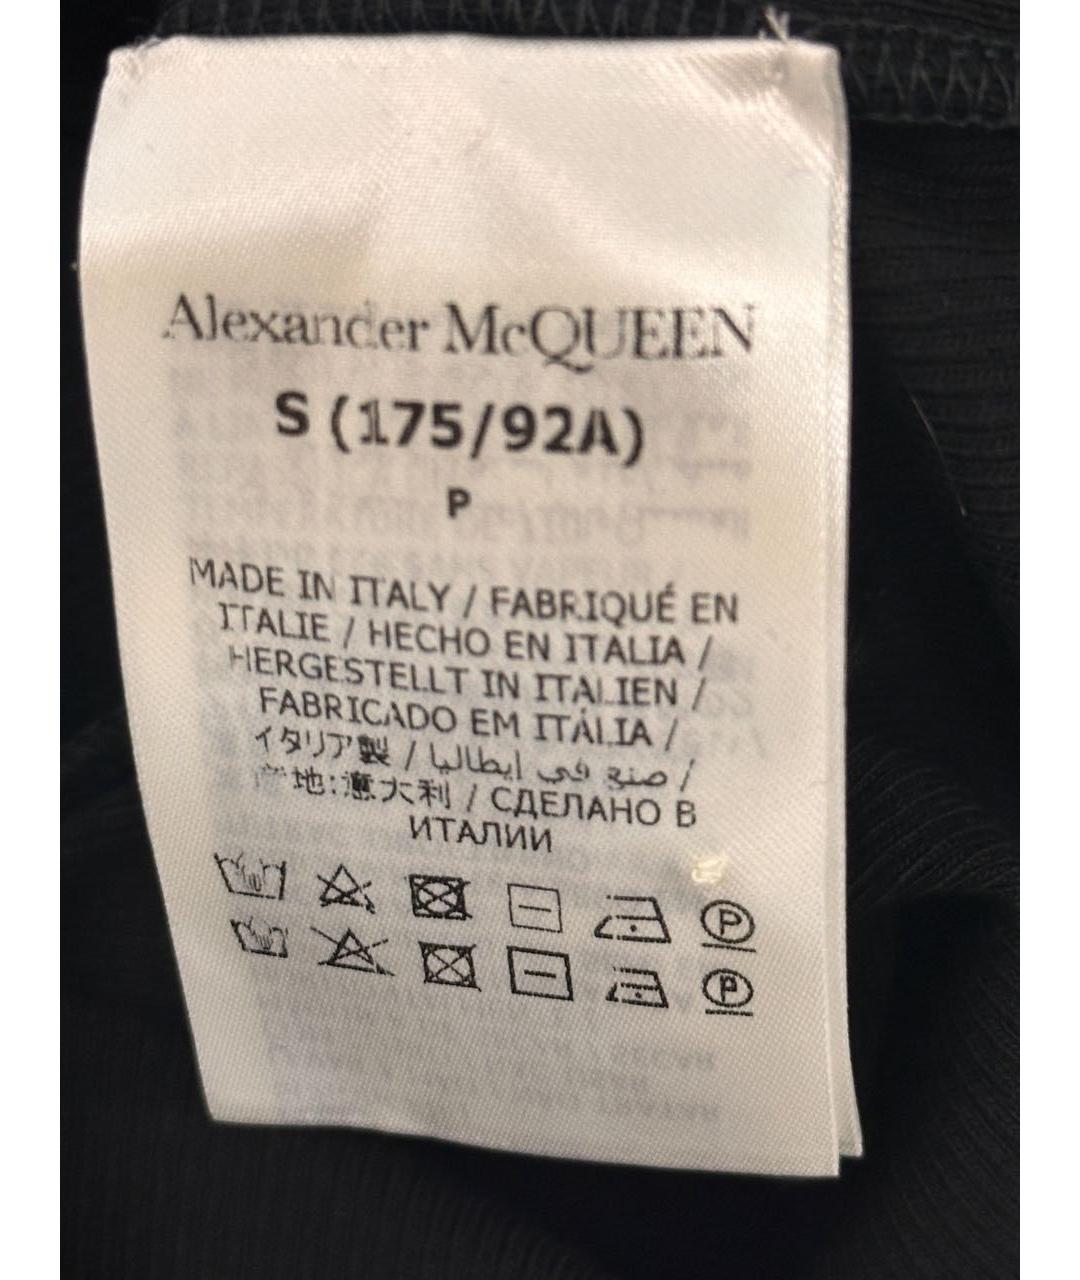 Alexander McQUEEN
S (175/92A)
P
MADE IN ITALY / FABRIQUÉ EN
ITALIE / HECHO EN ITALIA /
HERGESTELLT IN ITALIEN /
FABRICADO EM ITÁLIA /
イタリア製 / صنع في ايطاليا /
产地:意大利 / СДЕЛАНО В
ИТАЛИИ
P
P